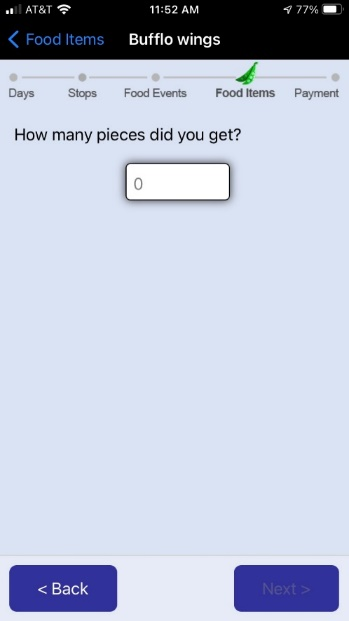 AT&T 11:52 AM 77%
< Food Items Bufflo wings
Days Stops Food Events Food Items Payment
How many pieces did you get?
0
< Back Next >